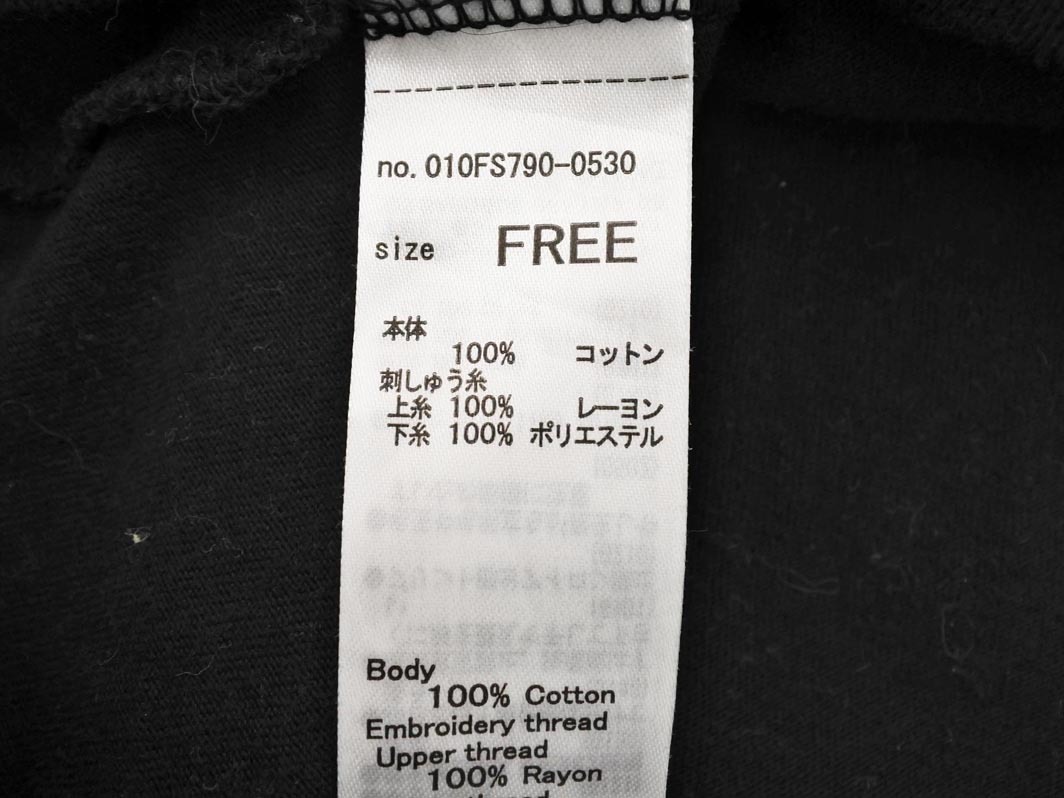 no. 010FS790-0530
size FREE
本体
100% コットン
刺しゅう糸
上糸 100% レーヨン
下糸 100% ポリエステル
Body
100% Cotton
Embroidery thread
Upper thread
100% Rayon